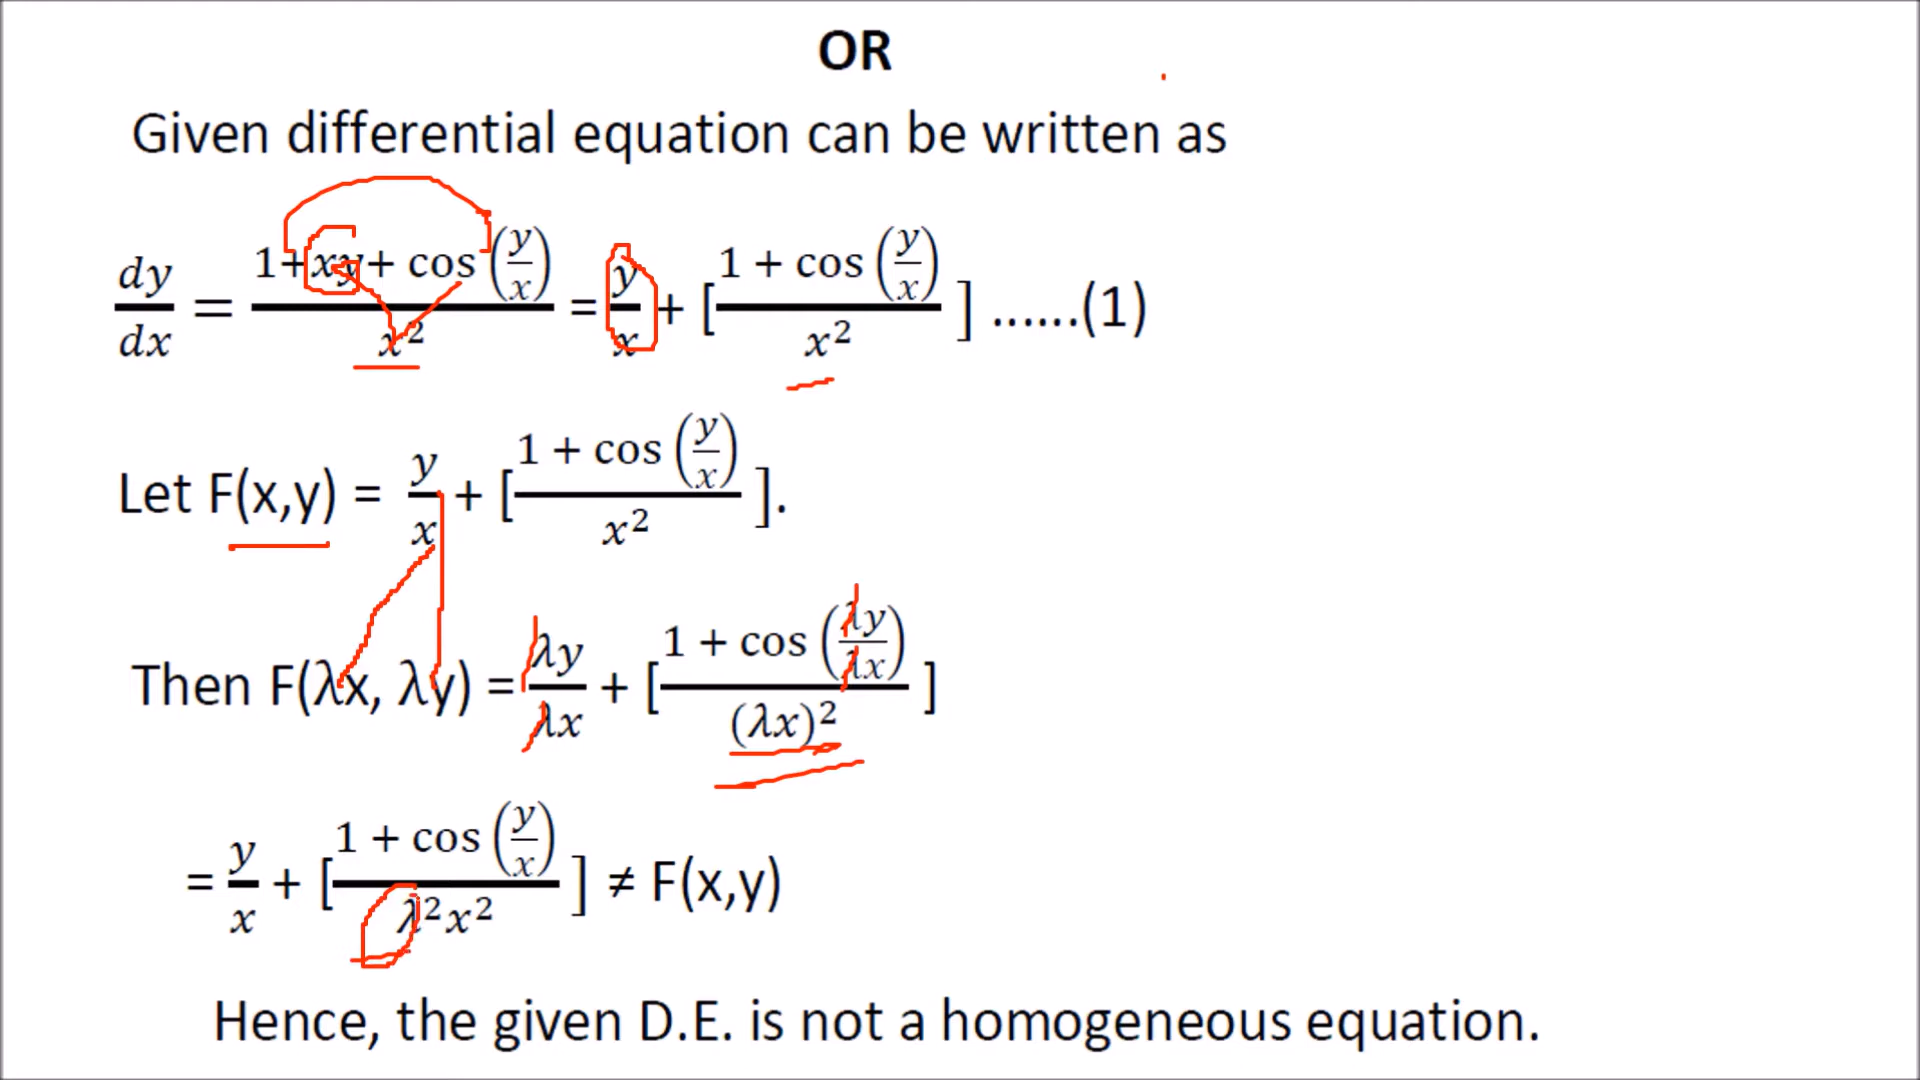 OR
Given differential equation can be written as
dy/dx = (1+xy+ cos (y/x))/x² = y/x + [(1 + cos (y/x))/x²] ......(1)
Let F(x,y) = y/x + [(1 + cos (y/x))/x²].
Then F(λx, λy) = λy/λx + [(1 + cos (λy/λx))/(λx)²]
= y/x + [(1 + cos (y/x))/λ²x²] ≠ F(x,y)
Hence, the given D.E. is not a homogeneous equation.